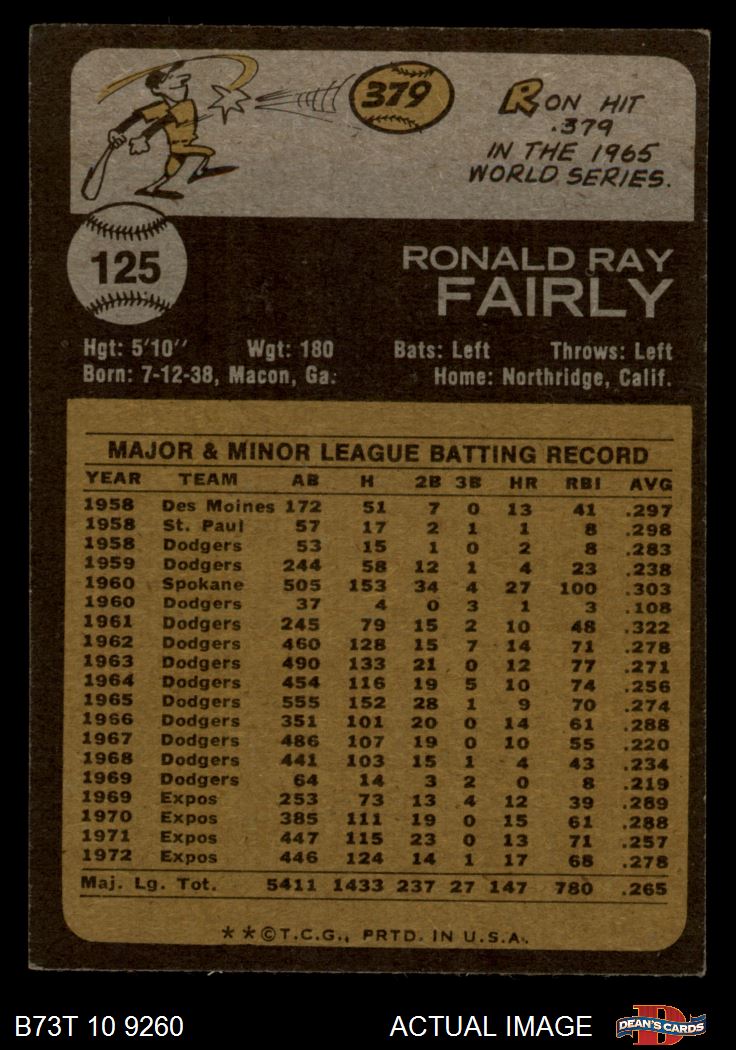 379
RON HIT
.379
IN THE 1965
WORLD SERIES.
125
RONALD RAY
FAIRLY
Hgt: 5'10" Wgt: 180 Bats: Left Throws: Left
Born: 7-12-38, Macon, Ga. Home: Northridge, Calif.
MAJOR & MINOR LEAGUE BATTING RECORD
YEAR TEAM AB H 2B 3B HR RBI AVG
1958 Des Moines 172 51 7 0 13 41 .297
1958 St. Paul 57 17 2 1 1 8 .298
1958 Dodgers 53 15 1 0 2 8 .283
1959 Dodgers 244 58 12 1 4 23 .238
1960 Spokane 505 153 34 4 27 100 .303
1960 Dodgers 37 4 0 3 1 3 .108
1961 Dodgers 245 79 15 2 10 48 .322
1962 Dodgers 460 128 15 7 14 71 .278
1963 Dodgers 490 133 21 0 12 77 .271
1964 Dodgers 454 116 19 5 10 74 .256
1965 Dodgers 555 152 28 1 9 70 .274
1966 Dodgers 351 101 20 0 14 61 .288
1967 Dodgers 486 107 19 0 10 55 .220
1968 Dodgers 441 103 15 1 4 43 .234
1969 Dodgers 64 14 3 2 0 8 .219
1969 Expos 253 73 13 4 12 39 .289
1970 Expos 385 111 19 0 15 61 .288
1971 Expos 447 115 23 0 13 71 .257
1972 Expos 446 124 14 1 17 68 .278
Maj. Lg. Tot. 5411 1433 237 27 147 780 .265
**©T.C.G., PRTD. IN U.S.A.
B73T 10 9260 ACTUAL IMAGE D DEAN'S CARDS